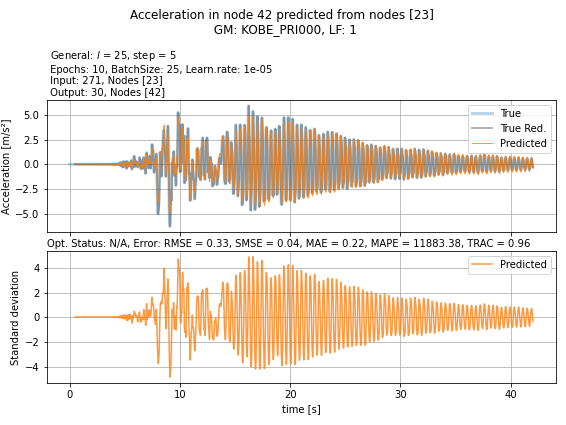 Acceleration in node 42 predicted from nodes [23]
GM: KOBE_PRI000, LF: 1
General: l = 25, step = 5
Epochs: 10, BatchSize: 25, Learn.rate: 1e-05
Input: 271, Nodes [23]
Output: 30, Nodes [42]
Acceleration [m/s²]
5.0
2.5
0.0
−2.5
−5.0
True
True Red.
Predicted
Opt. Status: N/A, Error: RMSE = 0.33, SMSE = 0.04, MAE = 0.22, MAPE = 11883.38, TRAC = 0.96
Standard deviation
4
2
0
−2
−4
Predicted
0
10
20
30
40
time [s]